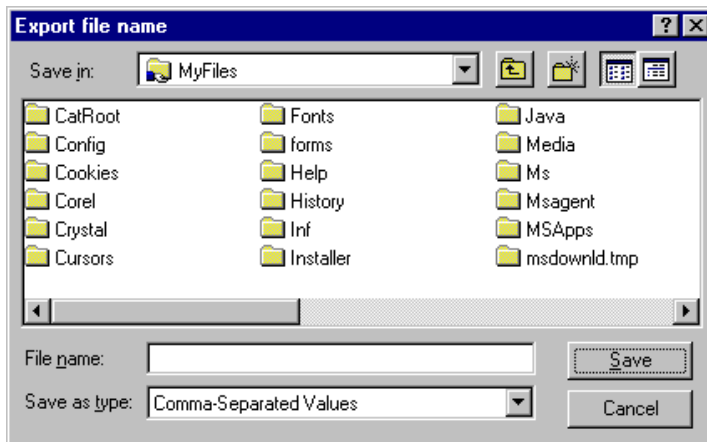 Export file name
Save in: MyFiles
CatRoot Fonts Java
Config forms Media
Cookies Help Ms
Corel History Msagent
Crystal Inf MSApps
Cursors Installer msdownld.tmp
File name: Save
Save as type: Comma-Separated Values Cancel